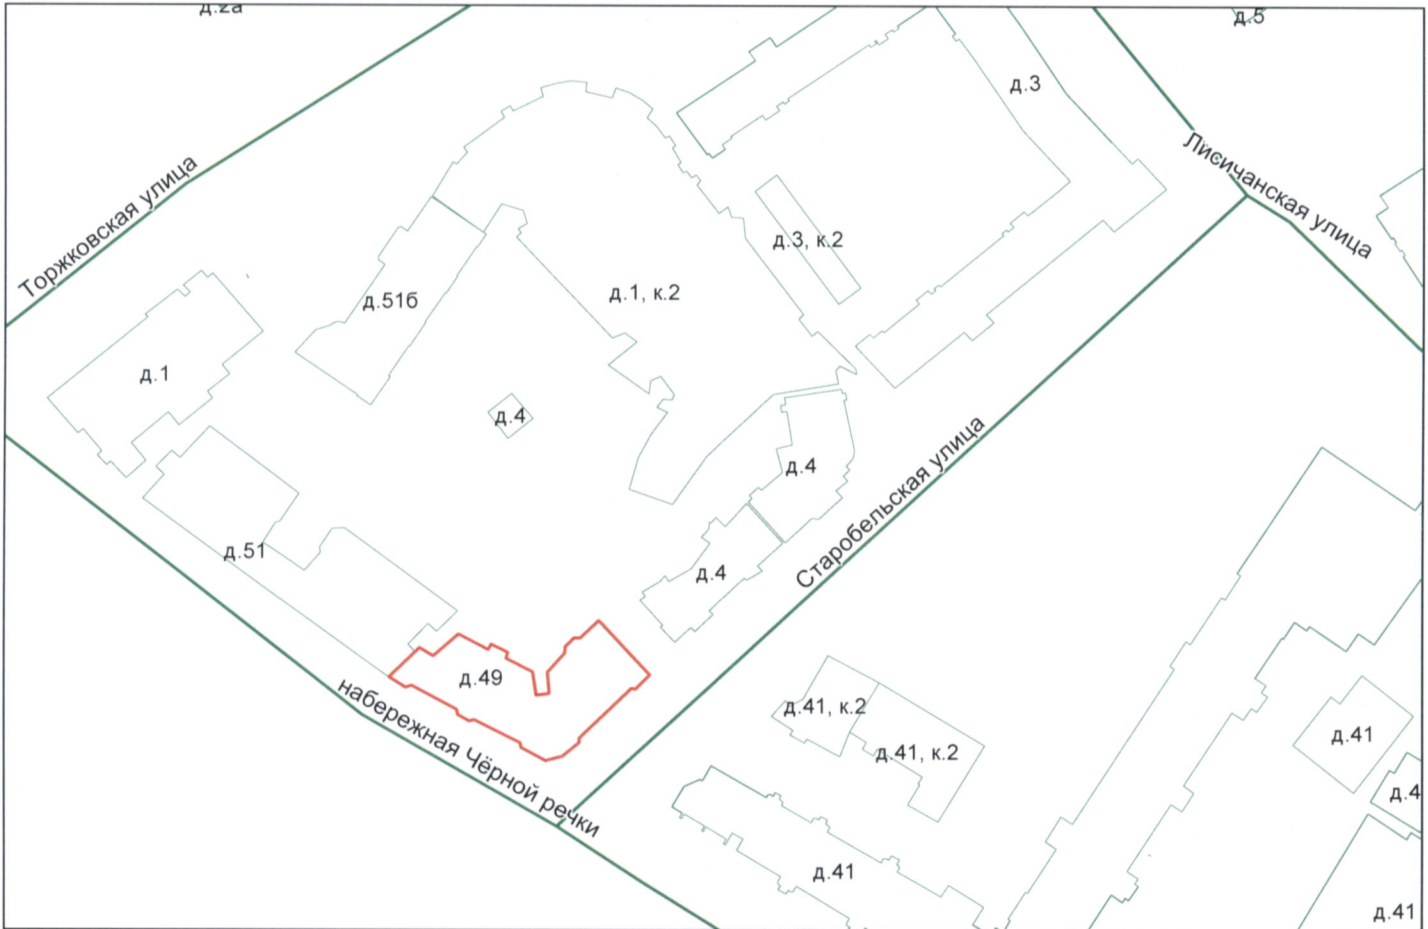 д.2а
д.5
д.3
Лисичанская улица
Торжковская улица
д.3, к.2
д.51б
д.1, к.2
д.1
д.4
д.4
Старобельская улица
д.51
д.4
д.49
набережная Чёрной речки
д.41, к.2
д.41, к.2
д.41
д.4
д.41
д.41